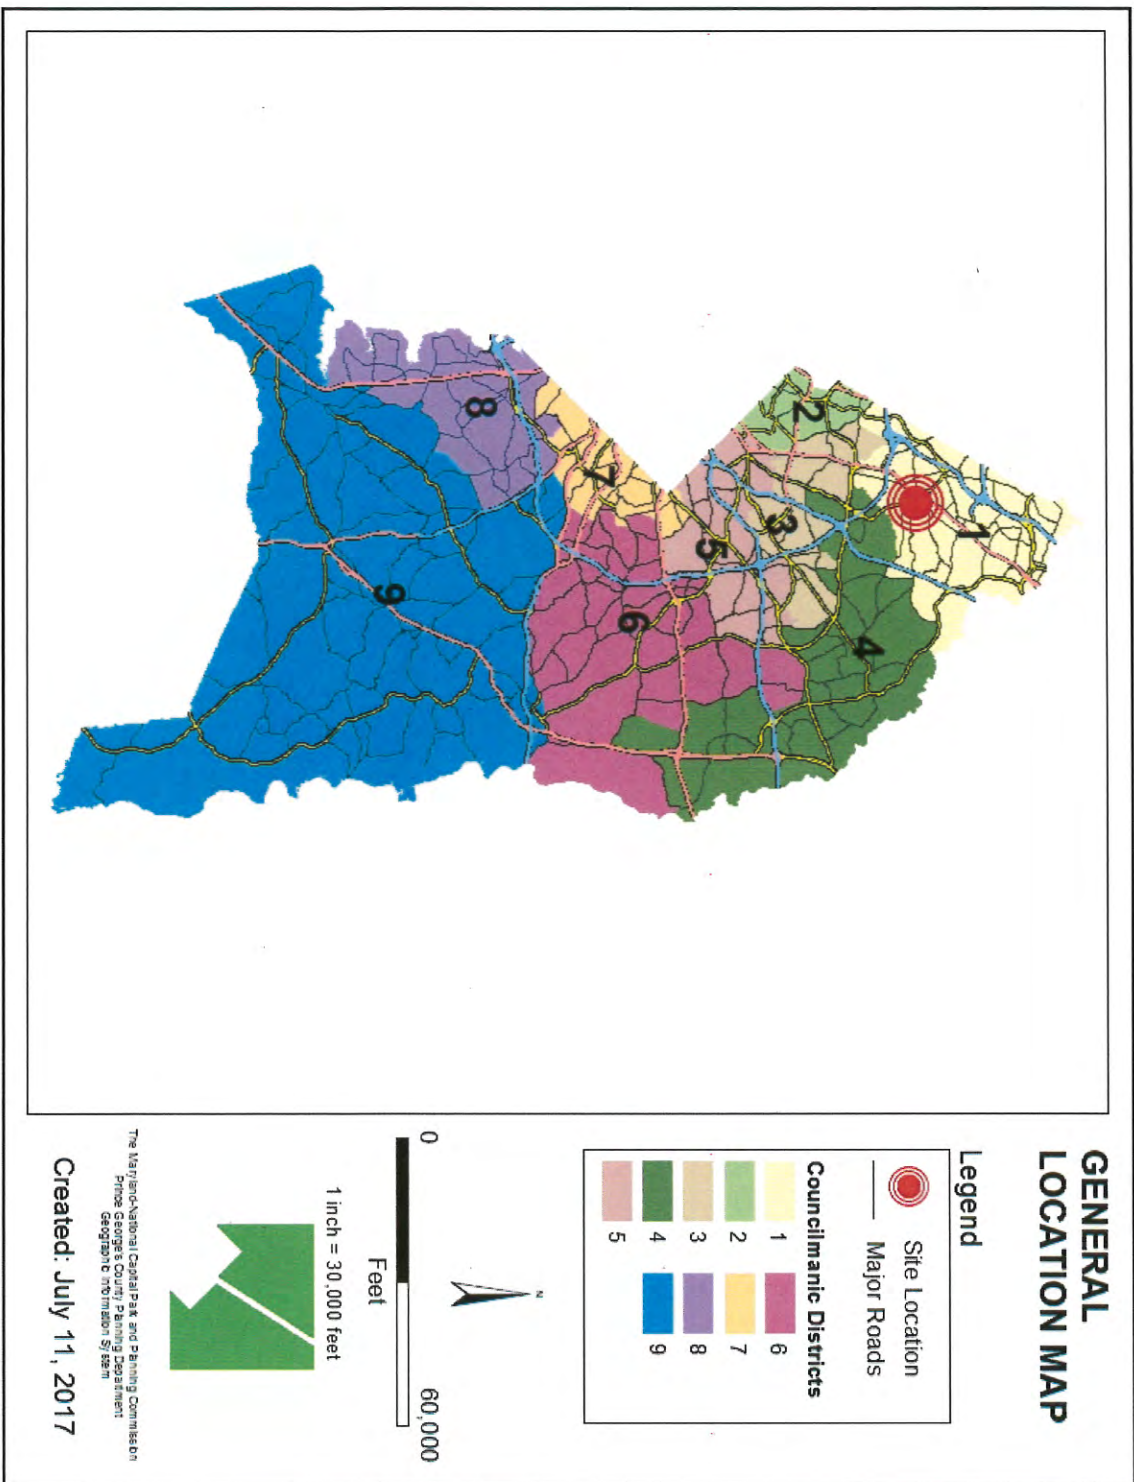 GENERAL
LOCATION MAP
Legend
Site Location
Major Roads
Councilmanic Districts
1
2
3
4
5
6
7
8
9
N
0
60,000
Feet
1 inch = 30,000 feet
The Maryland-National Capital Park and Planning Commission
Prince George's County Planning Department
Geographic Information System
Created: July 11, 2017
1
2
3
4
5
6
7
8
9